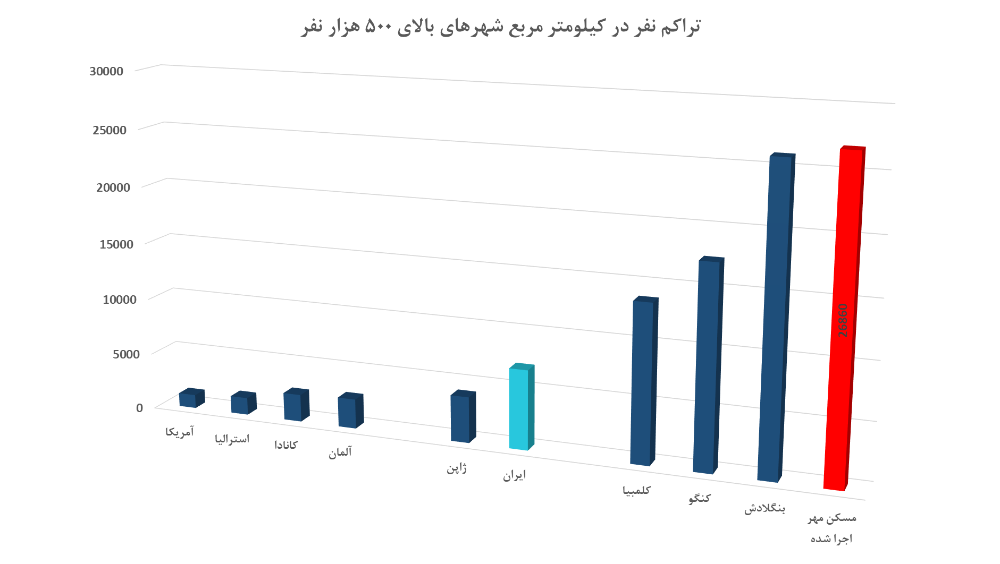 تراکم نفر در کیلومتر مربع شهرهای بالای ۵۰۰ هزار نفر
30000
25000
20000
15000
10000
5000
0
آمریکا
استرالیا
کانادا
آلمان
ژاپن
ایران
کلمبیا
کنگو
بنگلادش
مسکن مهر
اجرا شده
26860